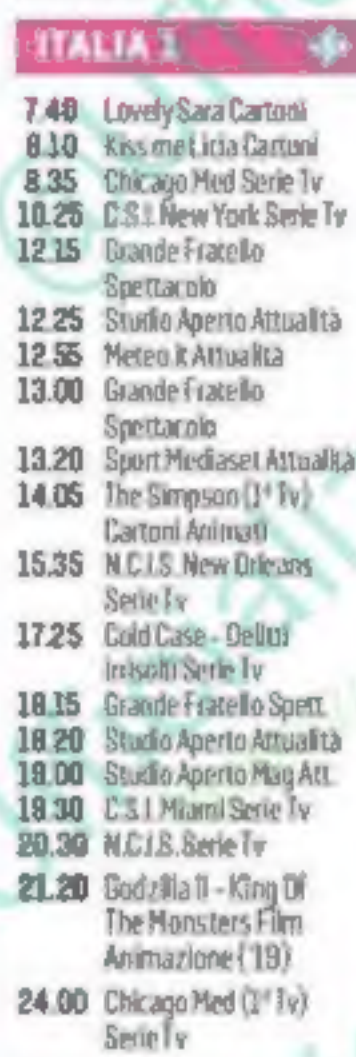 ITALIA 1
7.40 Lovely Sara Cartoni
8.10 Kiss me Licia Cartoni
8.35 Chicago Med Serie Tv
10.25 C.S.I. New York Serie Tv
12.15 Grande Fratello
Spettacolo
12.25 Studio Aperto Attualità
12.55 Meteo.it Attualità
13.00 Grande Fratello
Spettacolo
13.20 Sport Mediaset Attualità
14.05 The Simpson (1ª Tv)
Cartoni Animati
15.35 N.C.I.S. New Orleans
Serie Tv
17.25 Cold Case - Delitti
irrisolti Serie Tv
18.15 Grande Fratello Spett.
18.20 Studio Aperto Attualità
19.00 Studio Aperto Mag Att.
19.30 C.S.I. Miami Serie Tv
20.30 N.C.I.S. Serie Tv
21.20 Godzilla II - King Of
The Monsters Film
Animazione ('19)
24.00 Chicago Med (1ª Tv)
Serie Tv